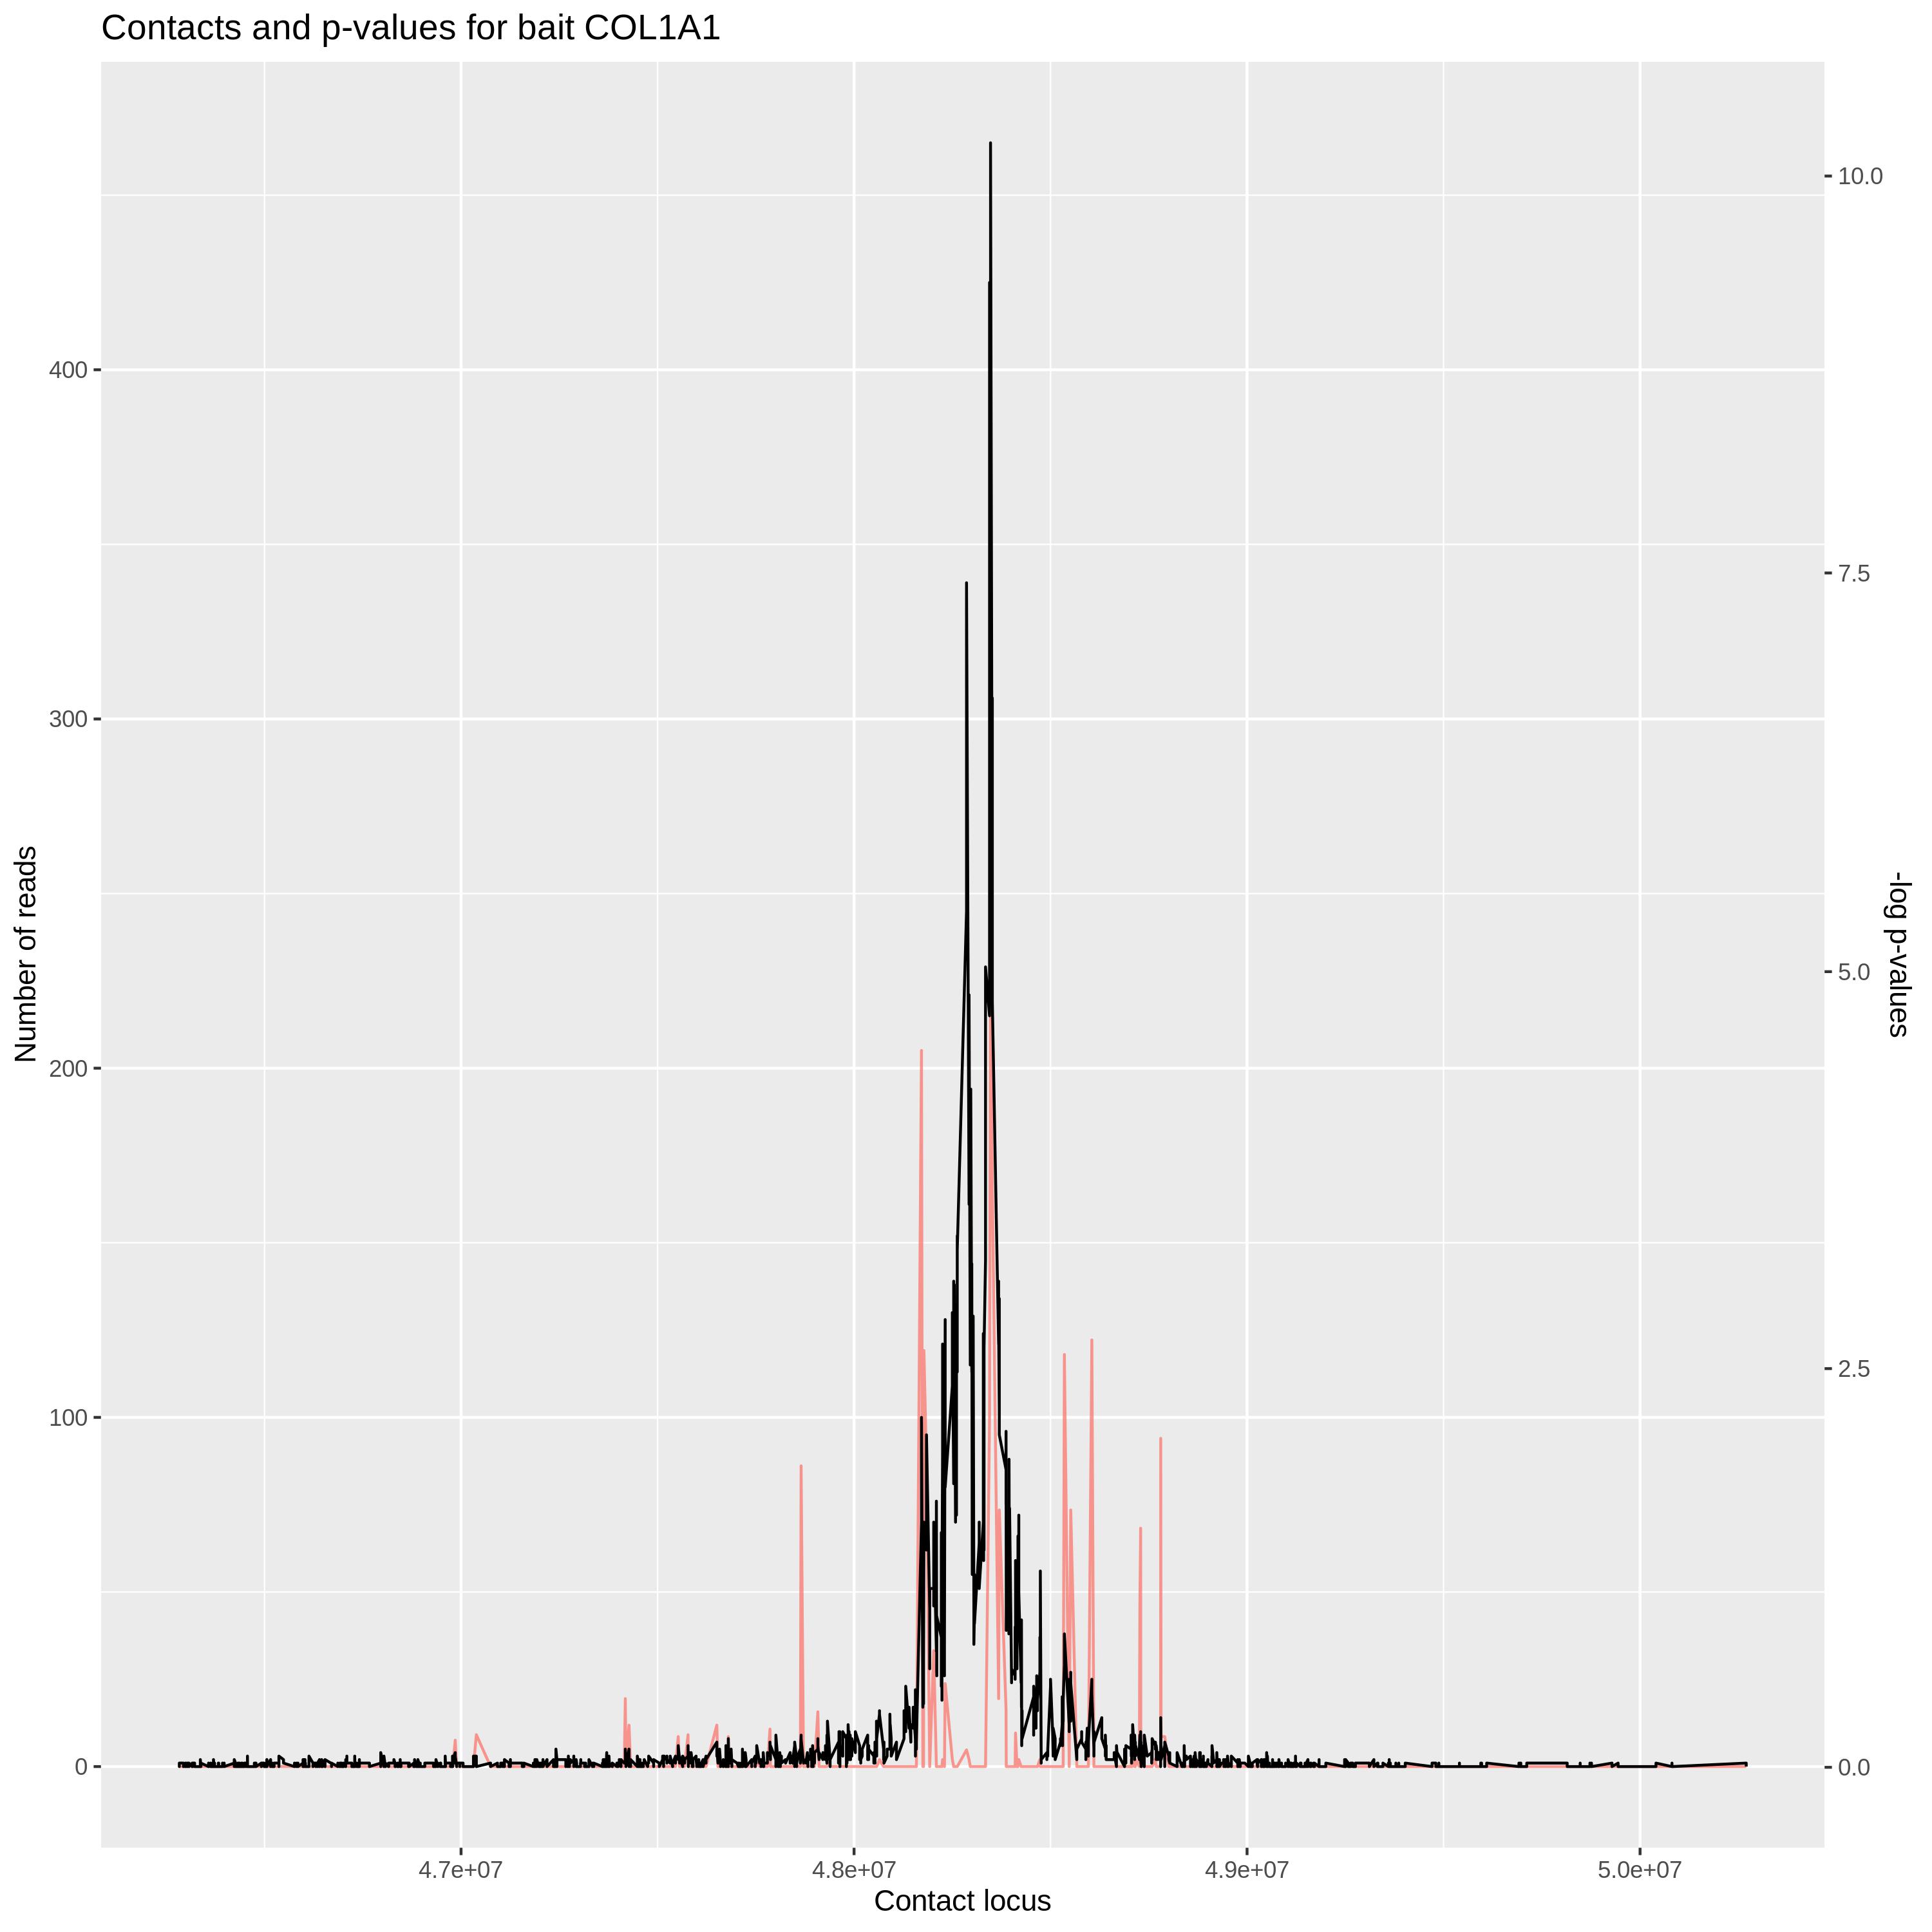 Contacts and p-values for bait COL1A1
Number of reads
400
300
200
100
0
10.0
7.5
5.0
2.5
0.0
-log p-values
4.7e+07
4.8e+07
4.9e+07
5.0e+07
Contact locus